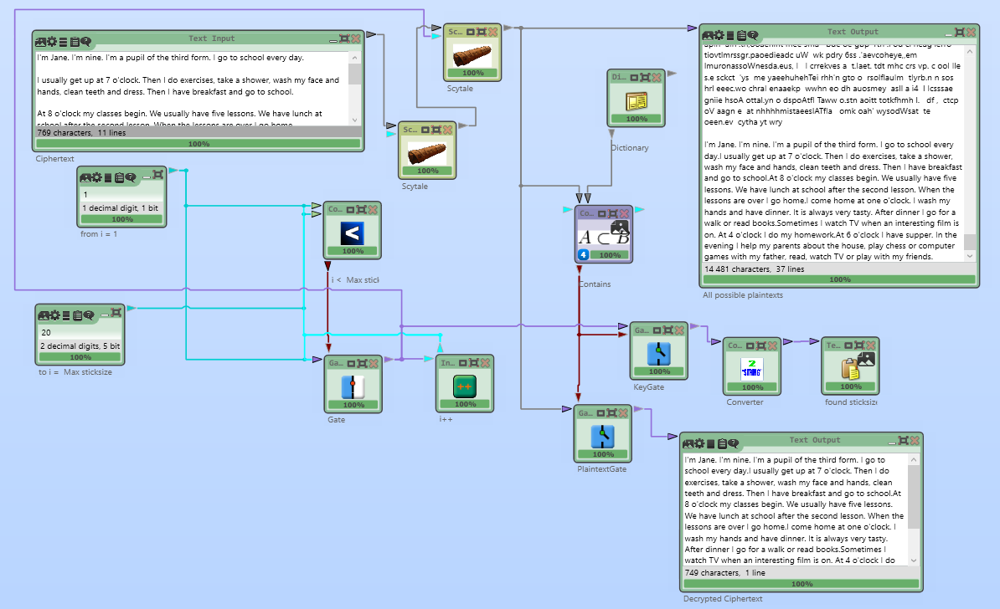 Text Input
I'm Jane. I'm nine. I'm a pupil of the third form. I go to school every day.
I usually get up at 7 o'clock. Then I do exercises, take a shower, wash my face and
hands, clean teeth and dress. Then I have breakfast and go to school.
At 8 o'clock my classes begin. We usually have five lessons. We have lunch at
school after the second lesson. When the lessons are over I go home.
769 characters, 11 lines
100%
Ciphertext
Sc...
100%
Scytale
Sc...
100%
Scytale
Text Output
tiovtlmrssgr.paoedieadc uW wk pdry 6ss .'aevcoheye,.em
lmuronassoWnesda.eus, l l crrekves a t.laet. tdt mhc crs vp. c ool lle
s.e sckct 'ys me yaeehuhehTei rhh'n gto o rsolflaulm tlyrb.n n sos
hrl eeec.wo chral enaaekp wwhn eo dh auosmey asll a i4 l lcsssae
gniie hsoA ottal.yn o dspoAtfl Taww o.stn aoitt totkfhmh l. df , ctcp
oV aagn e at nhhhhmistaeeslATfla omk oah' wysodWsat te
oeen.ev cytha yt wry
I'm Jane. I'm nine. I'm a pupil of the third form. I go to school every
day.I usually get up at 7 o'clock. Then I do exercises, take a shower,
wash my face and hands, clean teeth and dress. Then I have breakfast
and go to school.At 8 o'clock my classes begin. We usually have five
lessons. We have lunch at school after the second lesson. When the
lessons are over I go home.I come home at one o'clock. I wash my
hands and have dinner. It is always very tasty. After dinner I go for a
walk or read books.Sometimes I watch TV when an interesting film is
on. At 4 o'clock I do my homework.At 6 o'clock I have supper. In the
evening I help my parents about the house, play chess or computer
games with my father, read, watch TV or play with my friends.
14 481 characters, 37 lines
100%
All possible plaintexts
Di...
100%
Dictionary
1
1 decimal digit, 1 bit
100%
from i = 1
Co...
<
100%
i < Max stick
Co...
A ⊂ B
4
100%
Contains
20
2 decimal digits, 5 bit
100%
to i = Max sticksize
Ga...
100%
Gate
In...
++
100%
i++
Ga...
100%
KeyGate
Co...
2
"STRING"
100%
Converter
Te...
100%
found sticksize
Ga...
100%
PlaintextGate
Text Output
I'm Jane. I'm nine. I'm a pupil of the third form. I go to
school every day.I usually get up at 7 o'clock. Then I do
exercises, take a shower, wash my face and hands, clean
teeth and dress. Then I have breakfast and go to school.At
8 o'clock my classes begin. We usually have five lessons.
We have lunch at school after the second lesson. When the
lessons are over I go home.I come home at one o'clock. I
wash my hands and have dinner. It is always very tasty.
After dinner I go for a walk or read books.Sometimes I
watch TV when an interesting film is on. At 4 o'clock I do
749 characters, 1 line
100%
Decrypted Ciphertext